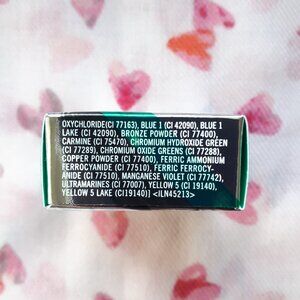 OXYCHLORIDE(CI 77163), BLUE 1 (CI 42090), BLUE 1
LAKE (CI 42090), BRONZE POWDER (CI 77400),
CARMINE (CI 75470), CHROMIUM HYDROXIDE GREEN
(CI 77289), CHROMIUM OXIDE GREENS (CI 77288),
COPPER POWDER (CI 77400), FERRIC AMMONIUM
FERROCYANIDE (CI 77510), FERRIC FERROCY-
ANIDE (CI 77510), MANGANESE VIOLET (CI 77742),
ULTRAMARINES (CI 77007), YELLOW 5 (CI 19140),
YELLOW 5 LAKE (CI19140)] <ILN45213>